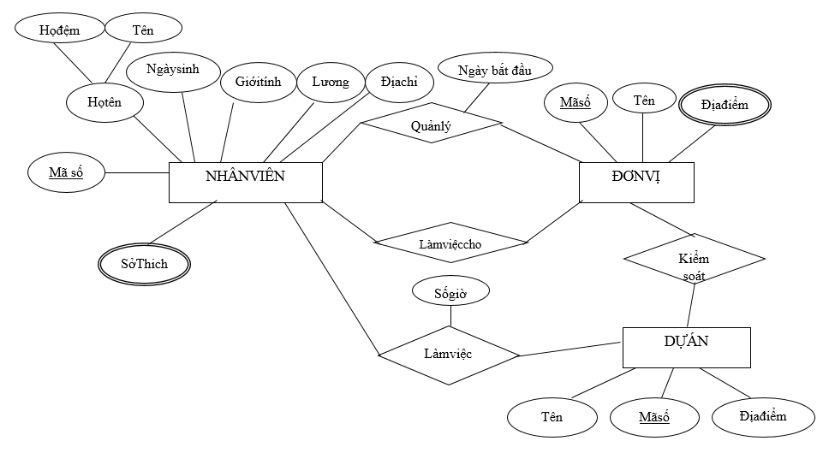 Họđệm
Tên
Ngàysinh
Giớitính
Lương
Địachỉ
Ngày bắt đầu
Họtên
Mãsố
Tên
Địađiểm
Quảnlý
Mã số
NHÂNVIÊN
ĐƠNVỊ
SởThich
Làmviệccho
Kiểm
soát
Sốgiờ
Làmviệc
DỰÁN
Tên
Mãsố
Địađiểm